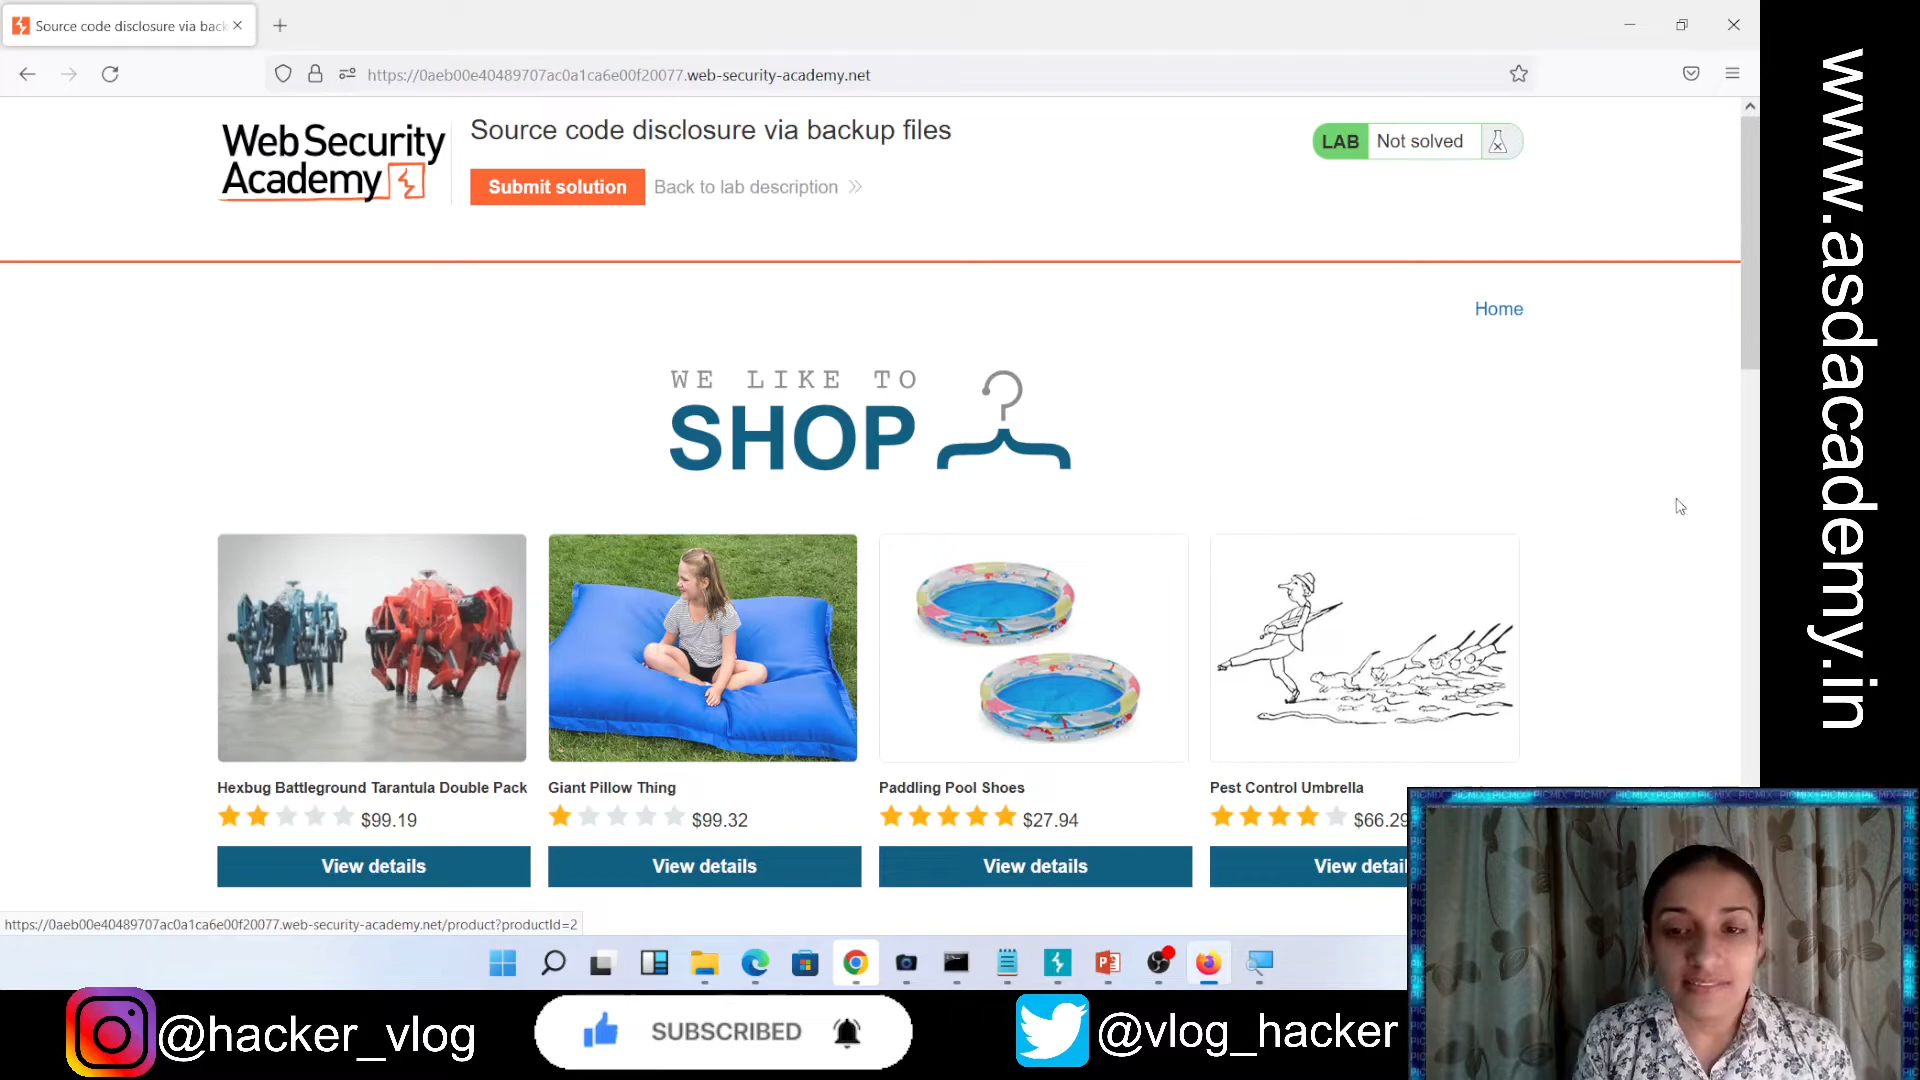 Source code disclosure via back
https://0aeb00e40489707ac0a1ca6e00f20077.web-security-academy.net
Web Security
Academy
Source code disclosure via backup files
Submit solution
Back to lab description
LAB
Not solved
Home
WE LIKE TO
SHOP
Hexbug Battleground Tarantula Double Pack
$99.19
View details
Giant Pillow Thing
$99.32
View details
Paddling Pool Shoes
$27.94
View details
Pest Control Umbrella
$66.29
View detai
https://0aeb00e40489707ac0a1ca6e00f20077.web-security-academy.net/product?productId=2
www.asdacademy.in
@hacker_vlog
SUBSCRIBED
@vlog_hacker